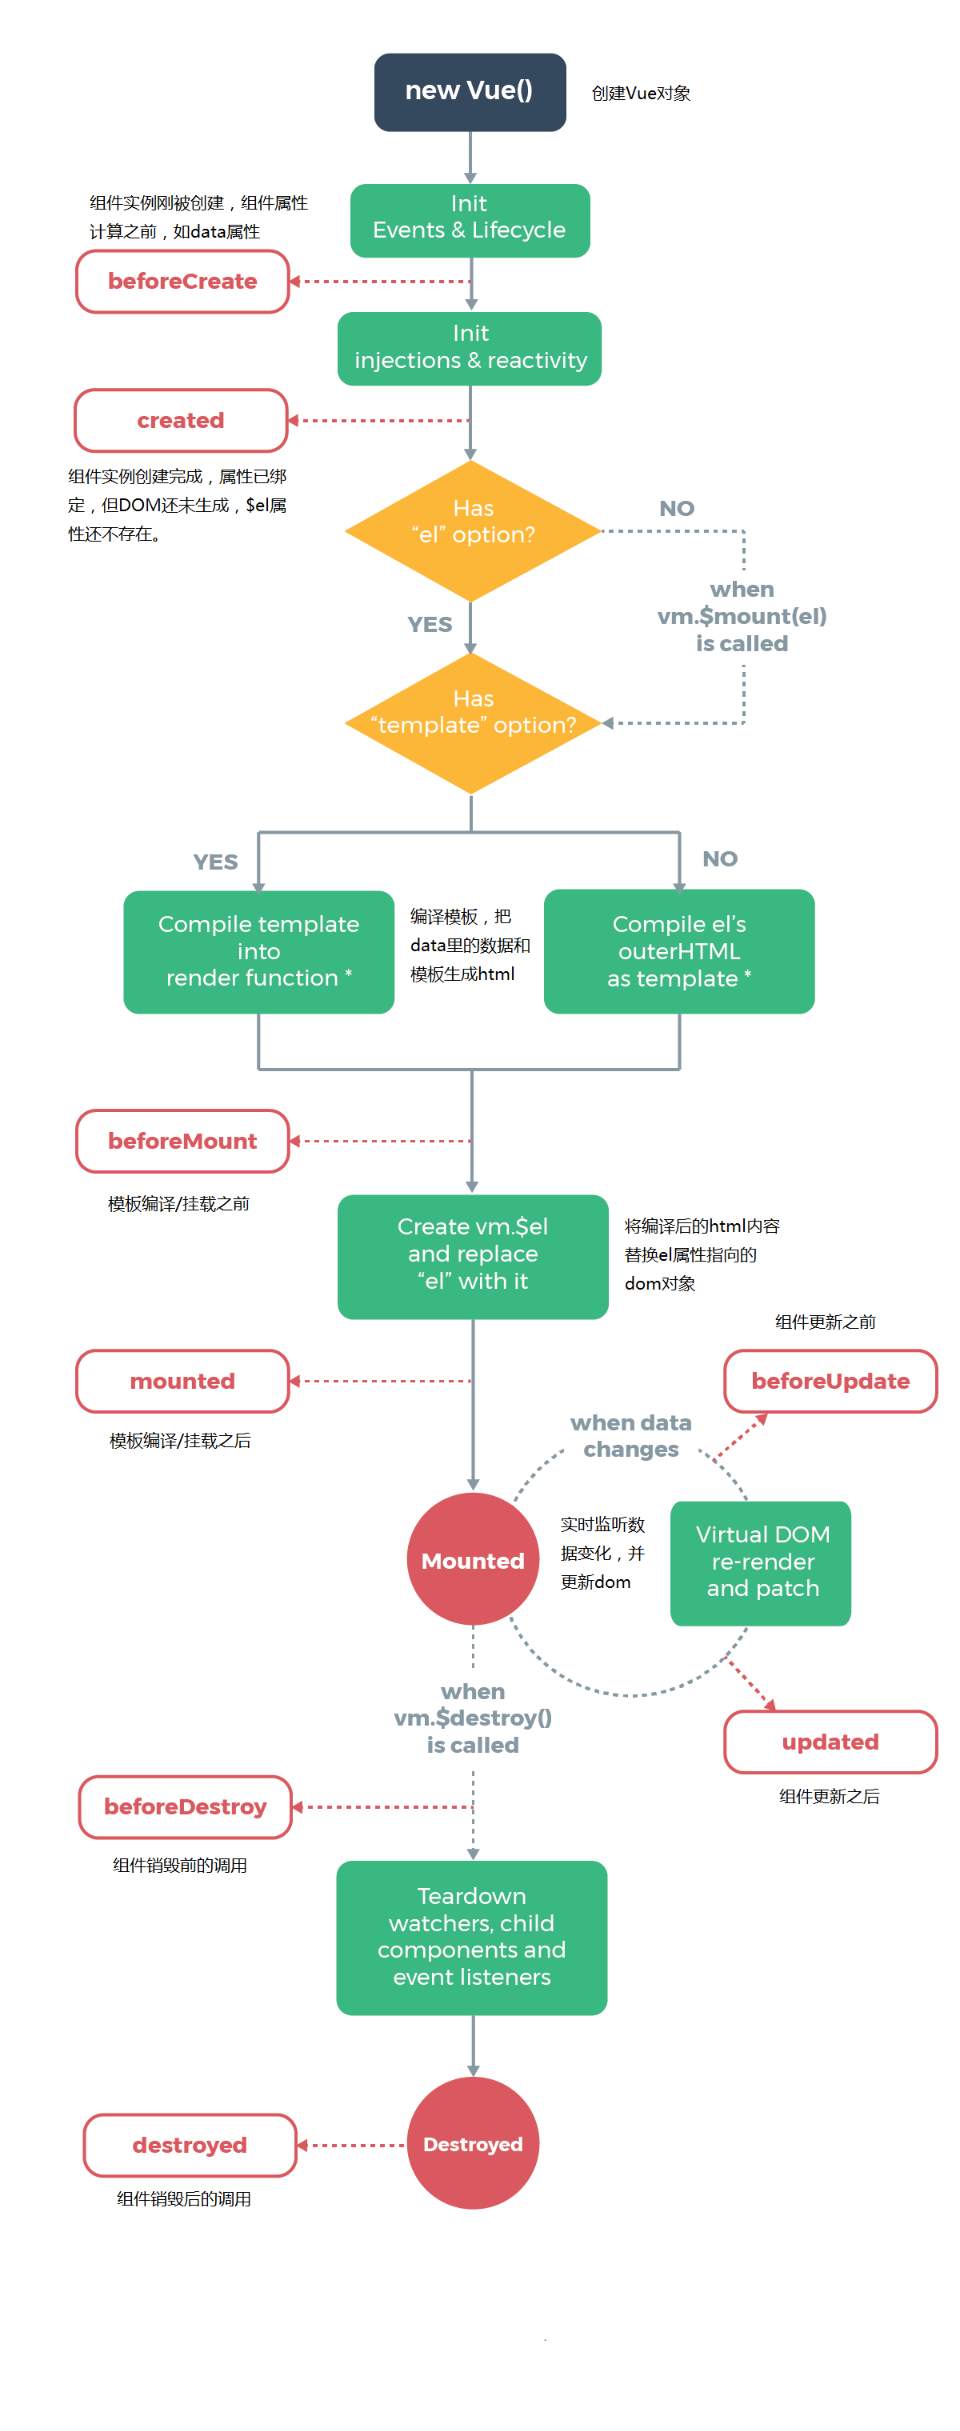 new Vue()
创建Vue对象
组件实例刚被创建，组件属性
计算之前，如data属性
Init
Events & Lifecycle
beforeCreate
Init
injections & reactivity
created
组件实例创建完成，属性已绑
定，但DOM还未生成，$el属
性还不存在。
Has
“el” option?
NO
when
vm.$mount(el)
is called
YES
Has
“template” option?
YES
NO
Compile template
into
render function *
编译模板，把
data里的数据和
模板生成html
Compile el’s
outerHTML
as template *
beforeMount
模板编译/挂载之前
Create vm.$el
and replace
“el” with it
将编译后的html内容
替换el属性指向的
dom对象
mounted
模板编译/挂载之后
组件更新之前
beforeUpdate
when data
changes
Mounted
实时监听数
据变化，并
更新dom
Virtual DOM
re-render
and patch
when
vm.$destroy()
is called
updated
组件更新之后
beforeDestroy
组件销毁前的调用
Teardown
watchers, child
components and
event listeners
destroyed
组件销毁后的调用
Destroyed